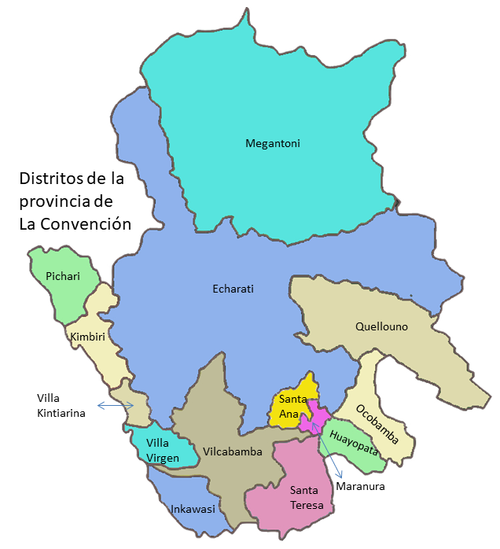 Megantoni
Distritos de la
provincia de
La Convención
Pichari
Echarati
Quellouno
Kimbiri
Villa
Kintiarina
Santa
Ana
Ocobamba
Villa
Virgen
Vilcabamba
Huayopata
Maranura
Santa
Teresa
Inkawasi